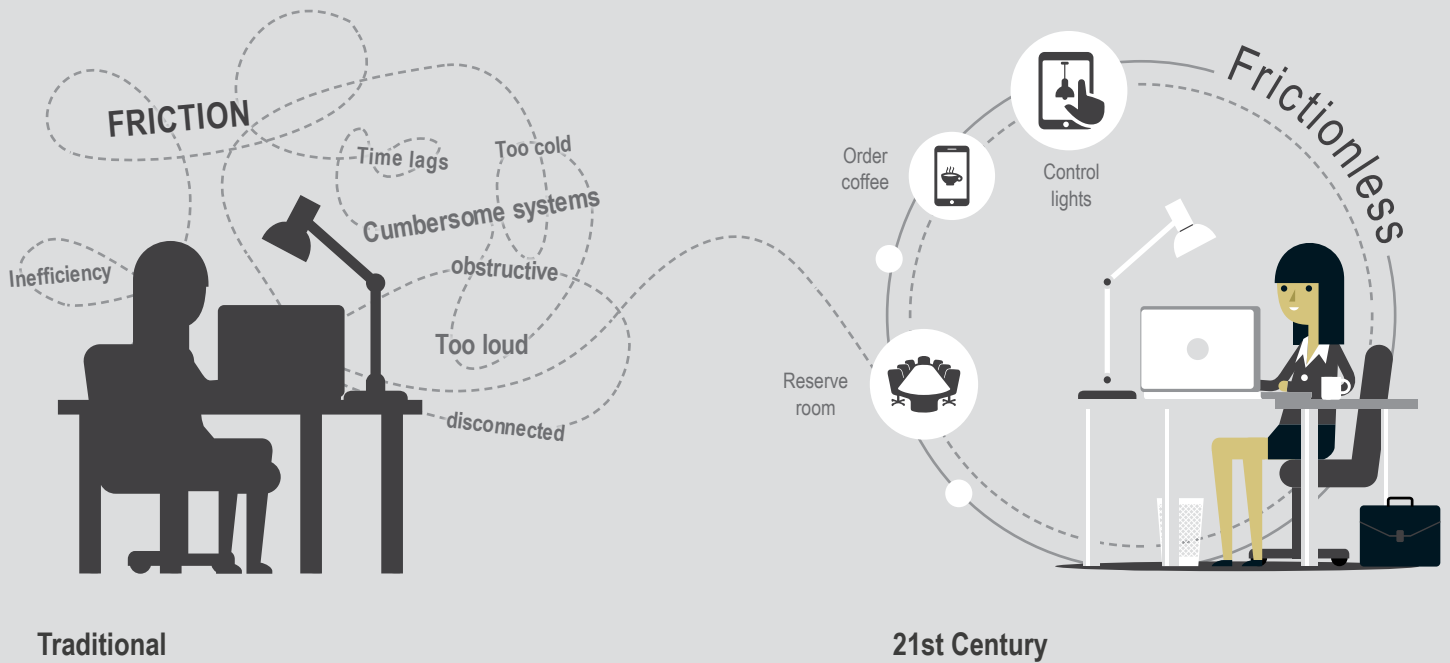 FRICTION
Time lags
Too cold
Cumbersome systems
Inefficiency
obstructive
Too loud
disconnected
Traditional
Frictionless
Control
lights
Order
coffee
Reserve
room
21st Century